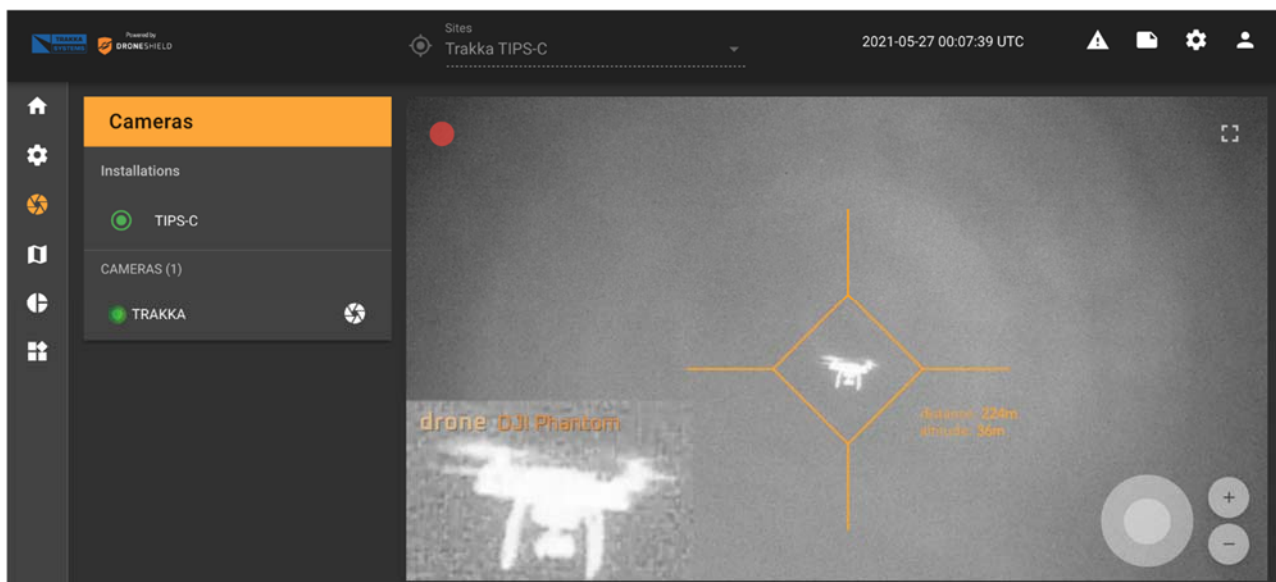 TRAKKA
SYSTEMS
Powered by
DRONESHIELD
Sites
Trakka TIPS-C
2021-05-27 00:07:39 UTC
Cameras
Installations
TIPS-C
CAMERAS (1)
TRAKKA
distance: 224m
altitude: 36m
drone DJI Phantom